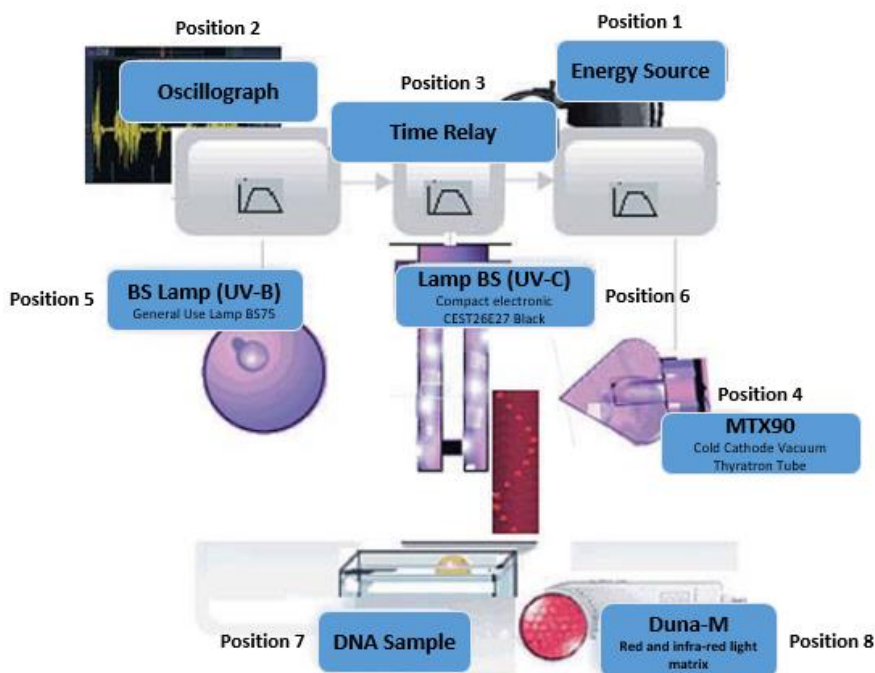 Position 2
Position 1
Oscillograph
Position 3
Energy Source
Time Relay
Position 5
BS Lamp (UV-B)
General Use Lamp BS75
Lamp BS (UV-C)
Compact electronic
CEST26E27 Black
Position 6
Position 4
MTX90
Cold Cathode Vacuum
Thyratron Tube
Position 7
DNA Sample
Duna-M
Red and infra-red light
matrix
Position 8